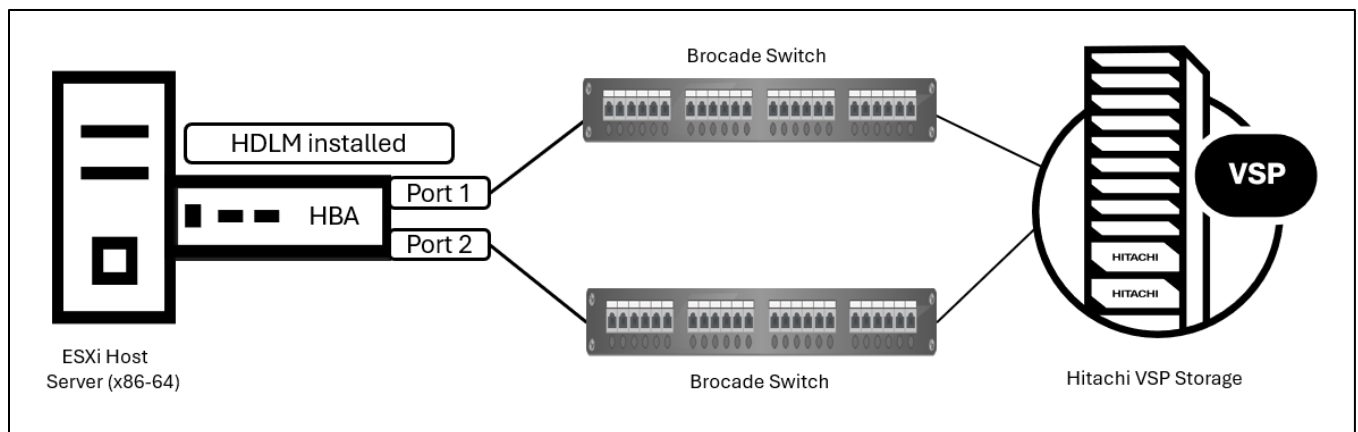 Brocade Switch
HDLM installed
Port 1
HBA
Port 2
VSP
HITACHI
HITACHI
ESXi Host
Server (x86-64)
Brocade Switch
Hitachi VSP Storage